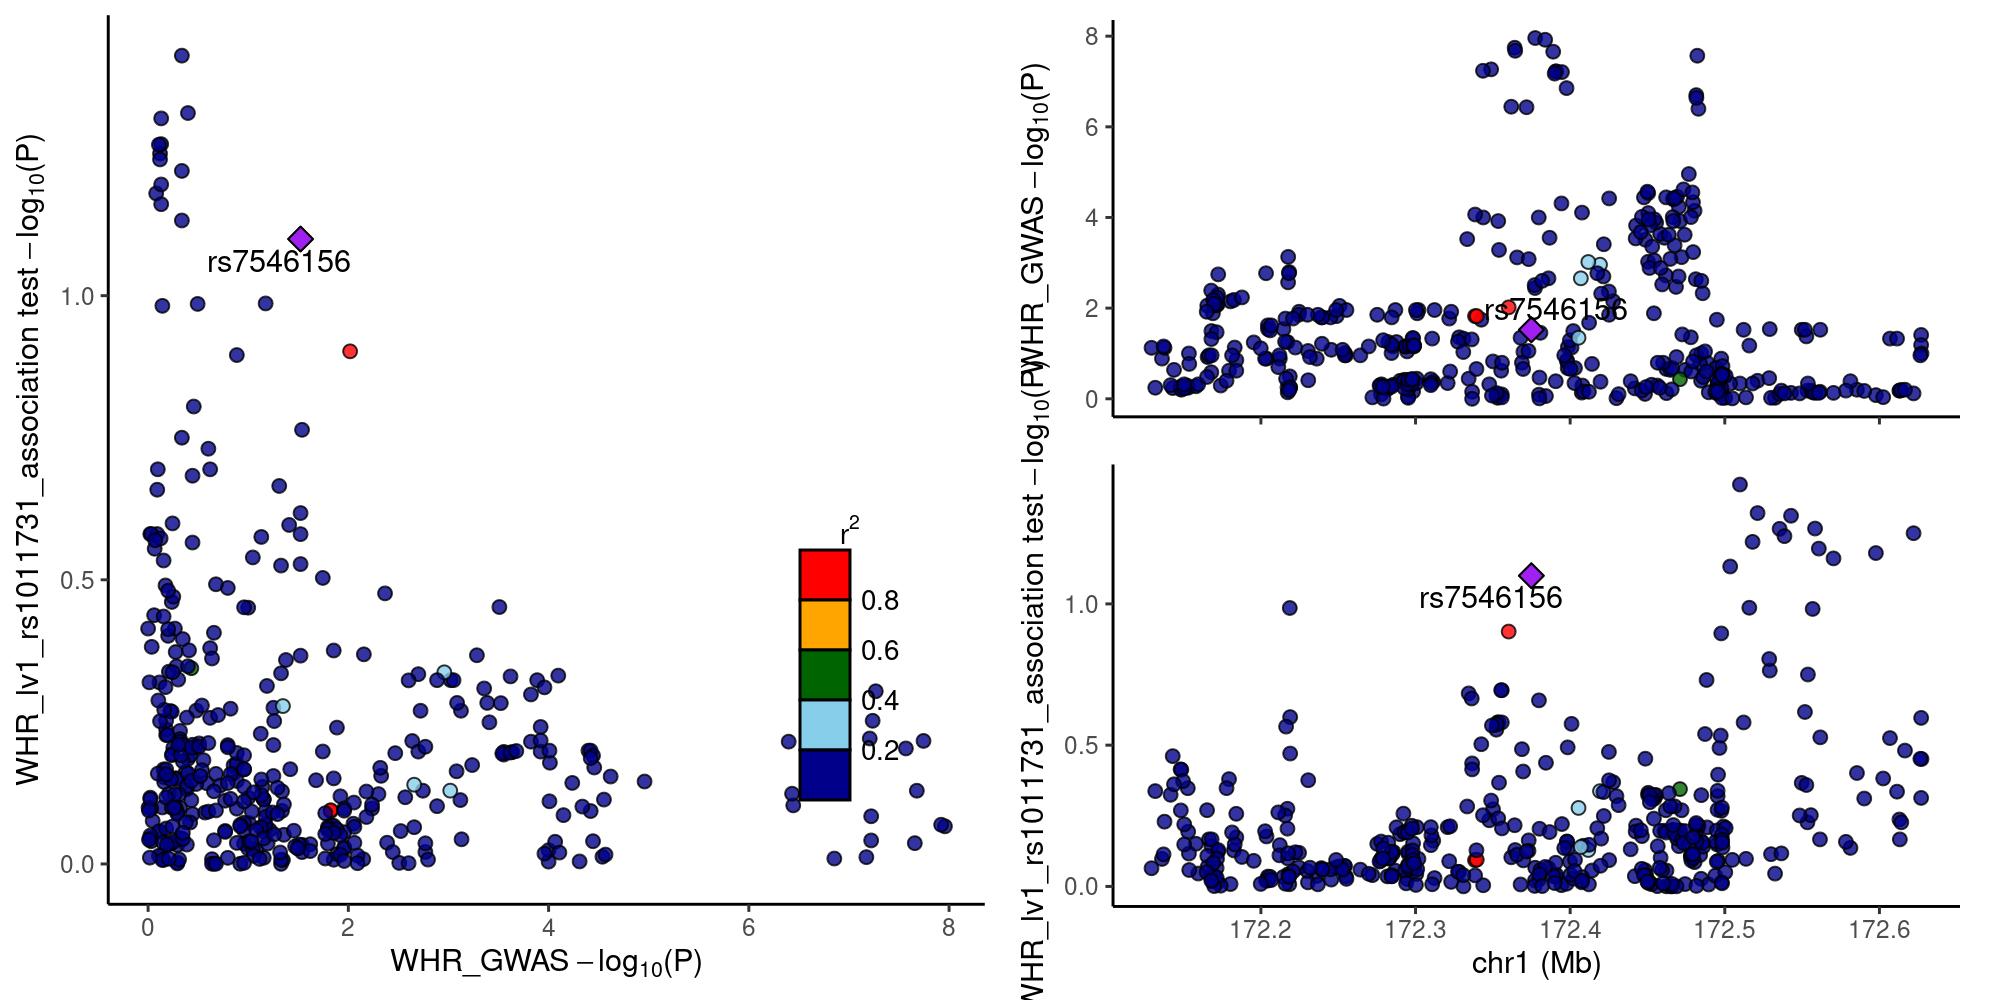 WHR_lv1_rs1011731_association test −log10(P)
1.0
0.5
0.0
rs7546156
r2
0.8
0.6
0.4
0.2
0
2
4
6
8
WHR_GWAS −log10(P)
WHR_GWAS −log10(P)
8
6
4
2
0
rs7546156
WHR_lv1_rs1011731_association test −log10(P)
1.0
0.5
0.0
rs7546156
172.2
172.3
172.4
172.5
172.6
chr1 (Mb)